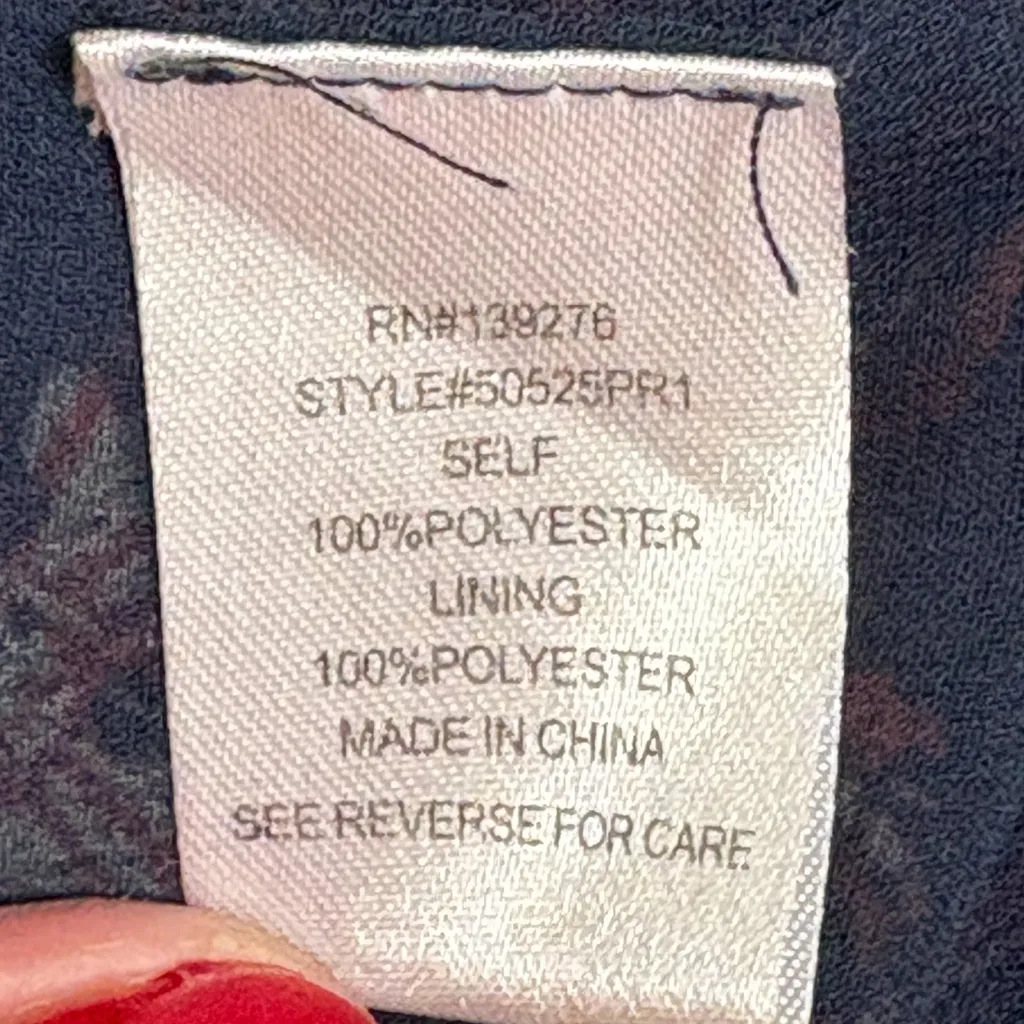 RN#139276
STYLE#50525PR1
SELF
100%POLYESTER
LINING
100%POLYESTER
MADE IN CHINA
SEE REVERSE FOR CARE